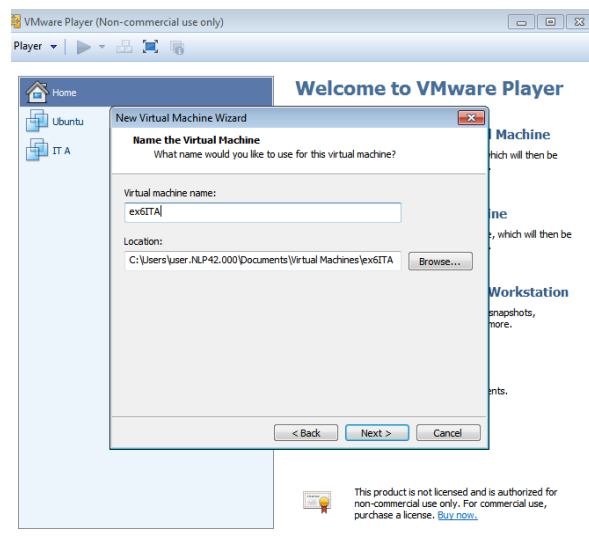 VMware Player (Non-commercial use only)
Player
Home
Welcome to VMware Player
Ubuntu
IT A
New Virtual Machine Wizard
Name the Virtual Machine
What name would you like to use for this virtual machine?
Virtual machine name:
ex6ITA
Location:
C:\Users\user.NLP42.000\Documents\Virtual Machines\ex6ITA
Browse...
< Back
Next >
Cancel
Machine
which will then be
ine
, which will then be
Workstation
snapshots,
more.
ents.
This product is not licensed and is authorized for
non-commercial use only. For commercial use,
purchase a license. Buy now.